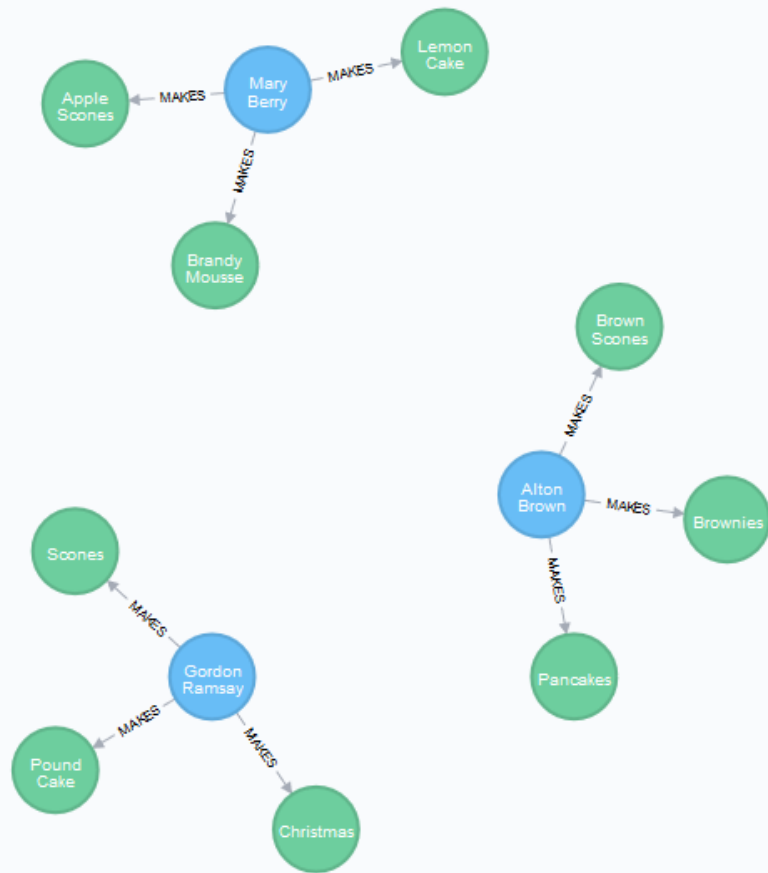 Lemon
Cake
Mary
Berry
MAKES
MAKES
Apple
Scones
MAKES
Brandy
Mousse
Brown
Scones
MAKES
Alton
Brown
MAKES
Brownies
MAKES
Pancakes
Scones
MAKES
Gordon
Ramsay
MAKES
Pound
Cake
MAKES
Christmas